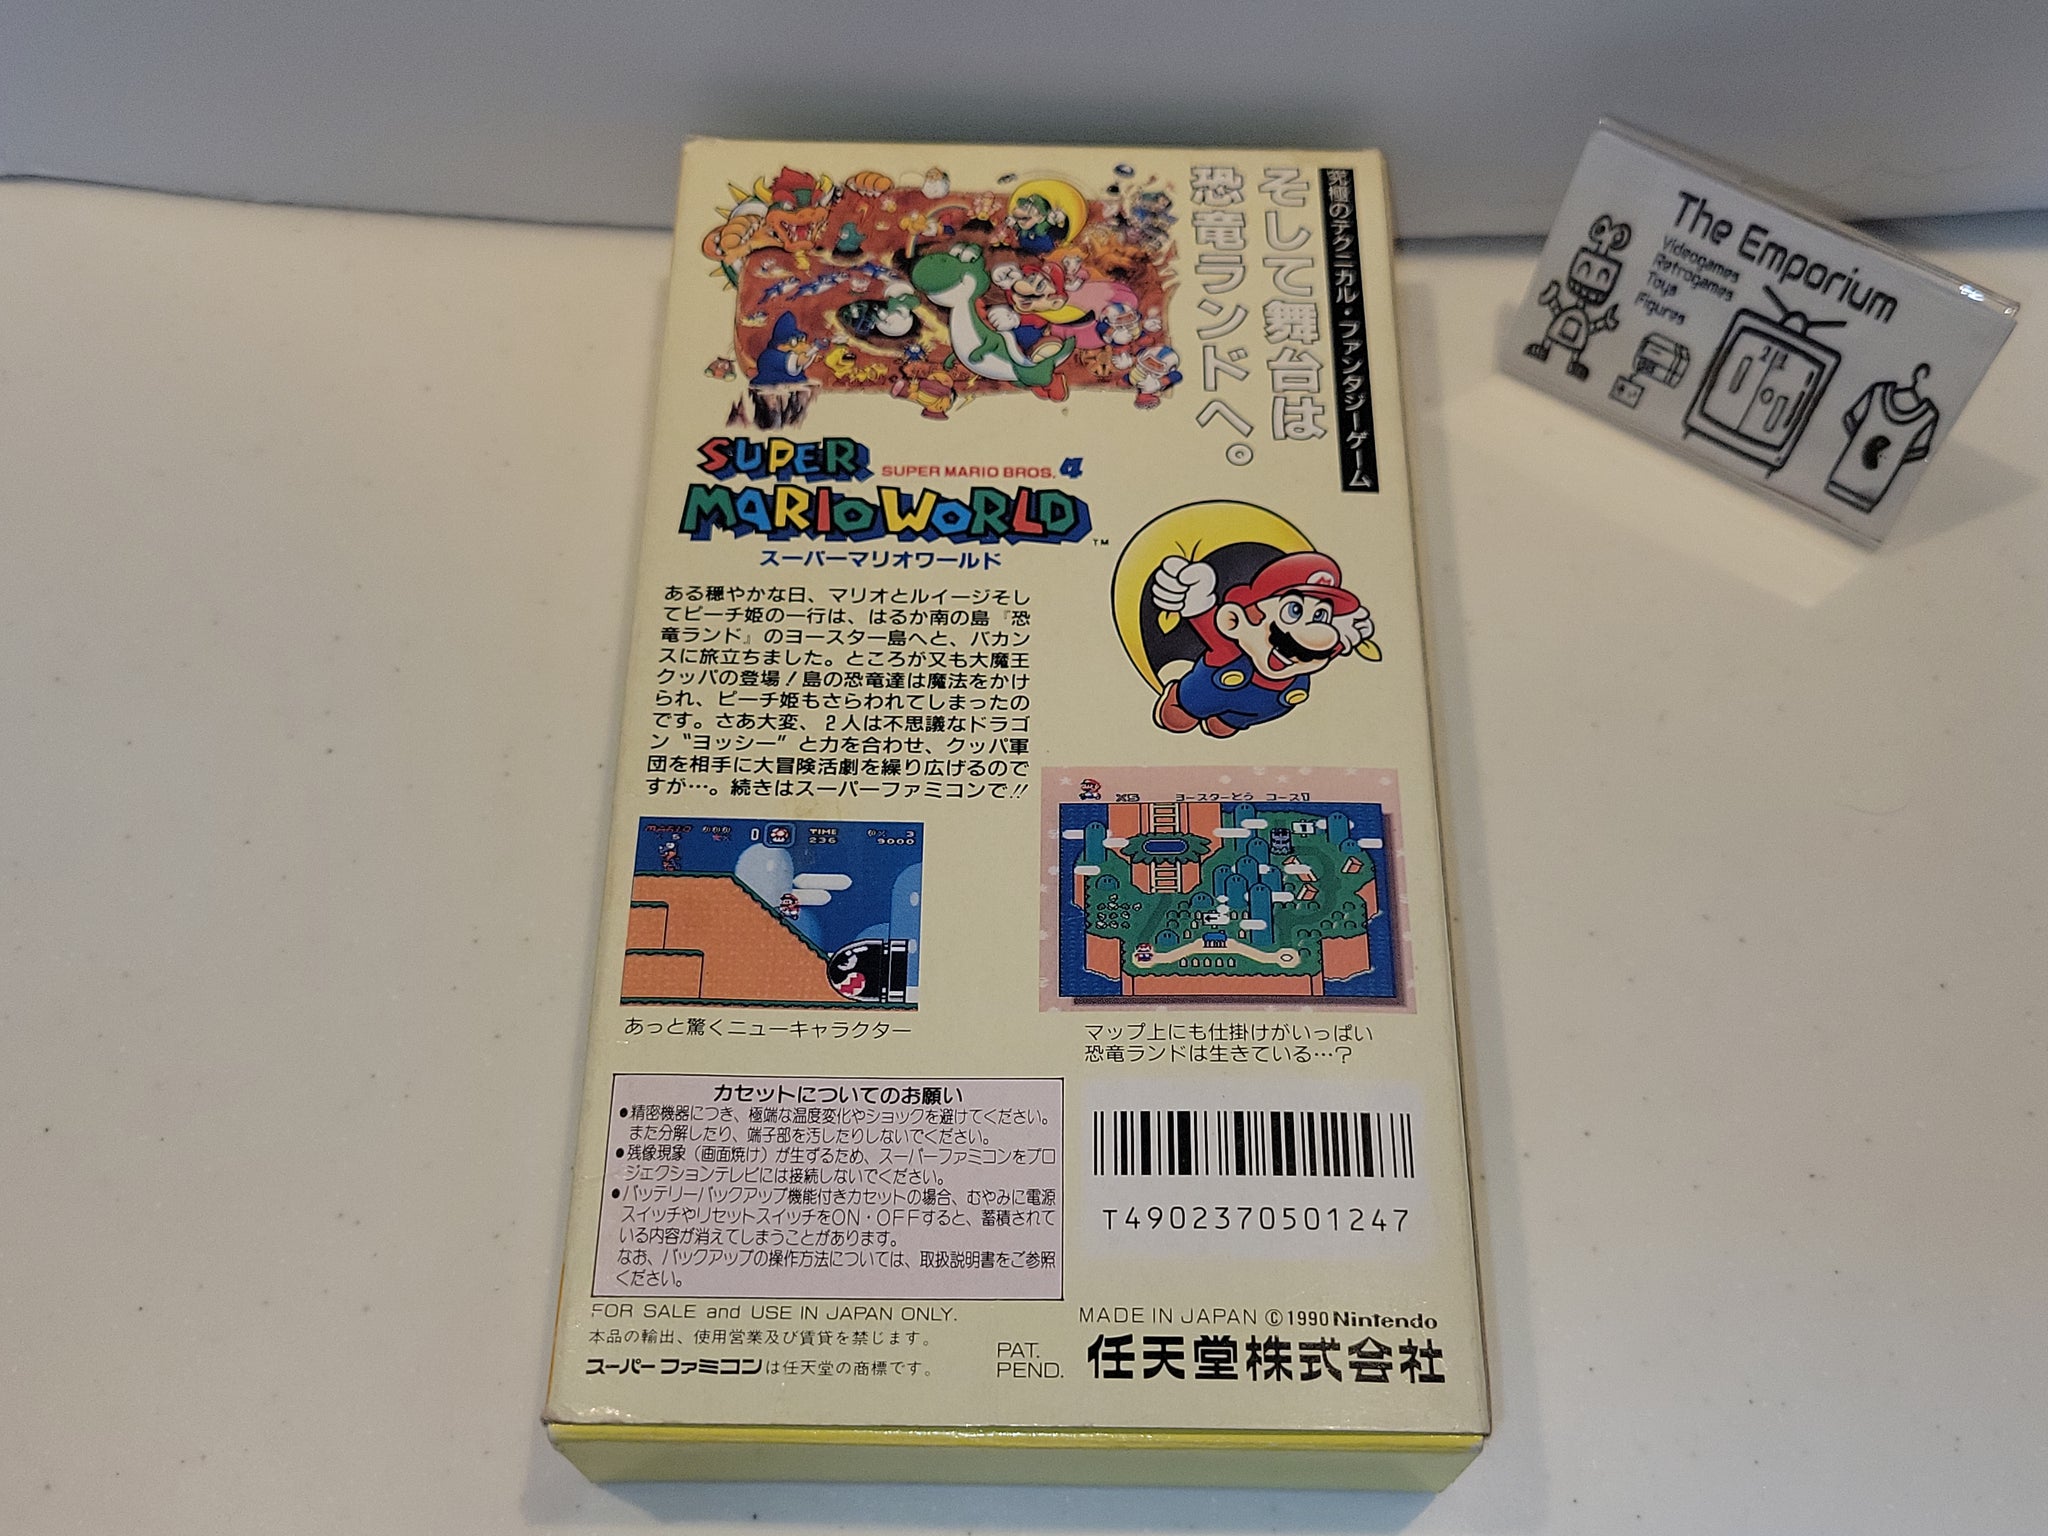 究極のテクニカル・ファンタジーゲーム
そして舞台は
恐竜ランドへ。
SUPER SUPER MARIO BROS. 4
MARIO WORLD ™
スーパーマリオワールド
ある穏やかな日、マリオとルイージそし
てピーチ姫の一行は、はるか南の島『恐
竜ランド』のヨースター島へと、バカン
スに旅立ちました。ところが又も大魔王
クッパの登場！島の恐竜達は魔法をかけ
られ、ピーチ姫もさらわれてしまったの
です。さあ大変、2人は不思議なドラゴ
ン“ヨッシー”と力を合わせ、クッパ軍
団を相手に大冒険活劇を繰り広げるので
すが…。続きはスーパーファミコンで!!
MARIO TIME
5 0 236 3
9000
あっと驚くニューキャラクター
X5 ヨースターとう コース1
マップ上にも仕掛けがいっぱい
恐竜ランドは生きている…？
カセットについてのお願い
●精密機器につき、極端な温度変化やショックを避けてください。
また分解したり、端子部を汚したりしないでください。
●残像現象（画面焼け）が生ずるため、スーパーファミコンをプロ
ジェクションテレビには接続しないでください。
●バッテリーバックアップ機能付きカセットの場合、むやみに電源
スイッチやリセットスイッチをON・OFFすると、蓄積されて
いる内容が消えてしまうことがあります。
なお、バックアップの操作方法については、取扱説明書をご参照
ください。
T4902370501247
FOR SALE and USE IN JAPAN ONLY.
本品の輸出、使用営業及び賃貸を禁じます。
スーパーファミコンは任天堂の商標です。
PAT.
PEND.
MADE IN JAPAN ©1990 Nintendo
任天堂株式会社
The Emporium
Videogames
Retrogames
Toys
Figures